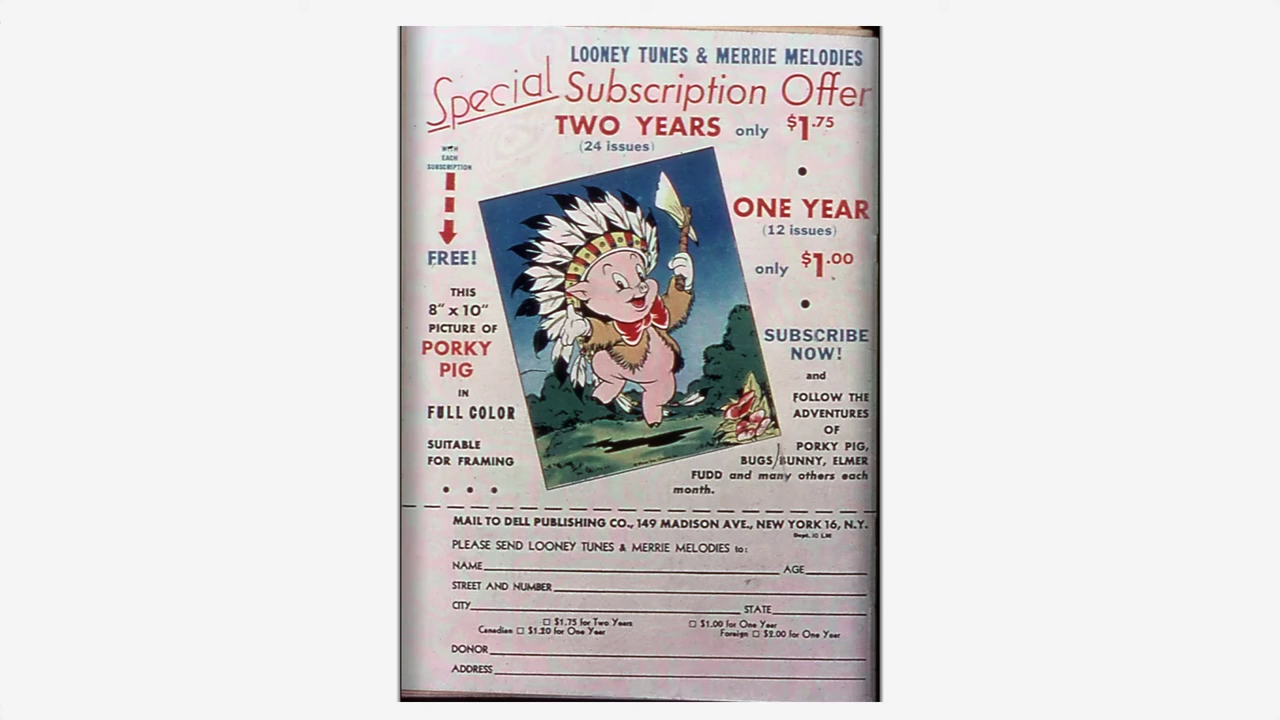 LOONEY TUNES & MERRIE MELODIES
Special Subscription Offer
TWO YEARS only $1.75
(24 issues)
WITH
EACH
SUBSCRIPTION
FREE!
THIS
8" x 10"
PICTURE OF
PORKY
PIG
IN
FULL COLOR
SUITABLE
FOR FRAMING
ONE YEAR
(12 issues)
only $1.00
SUBSCRIBE
NOW!
and
FOLLOW THE
ADVENTURES
OF
PORKY PIG,
BUGS BUNNY, ELMER
FUDD and many others each
month.
MAIL TO DELL PUBLISHING CO., 149 MADISON AVE., NEW YORK 16, N.Y.
Dept. 10 LM
PLEASE SEND LOONEY TUNES & MERRIE MELODIES to:
NAME AGE
STREET AND NUMBER
CITY STATE
$1.75 for Two Years $1.00 for One Year
Canadian $1.20 for One Year Foreign $2.00 for One Year
DONOR
ADDRESS